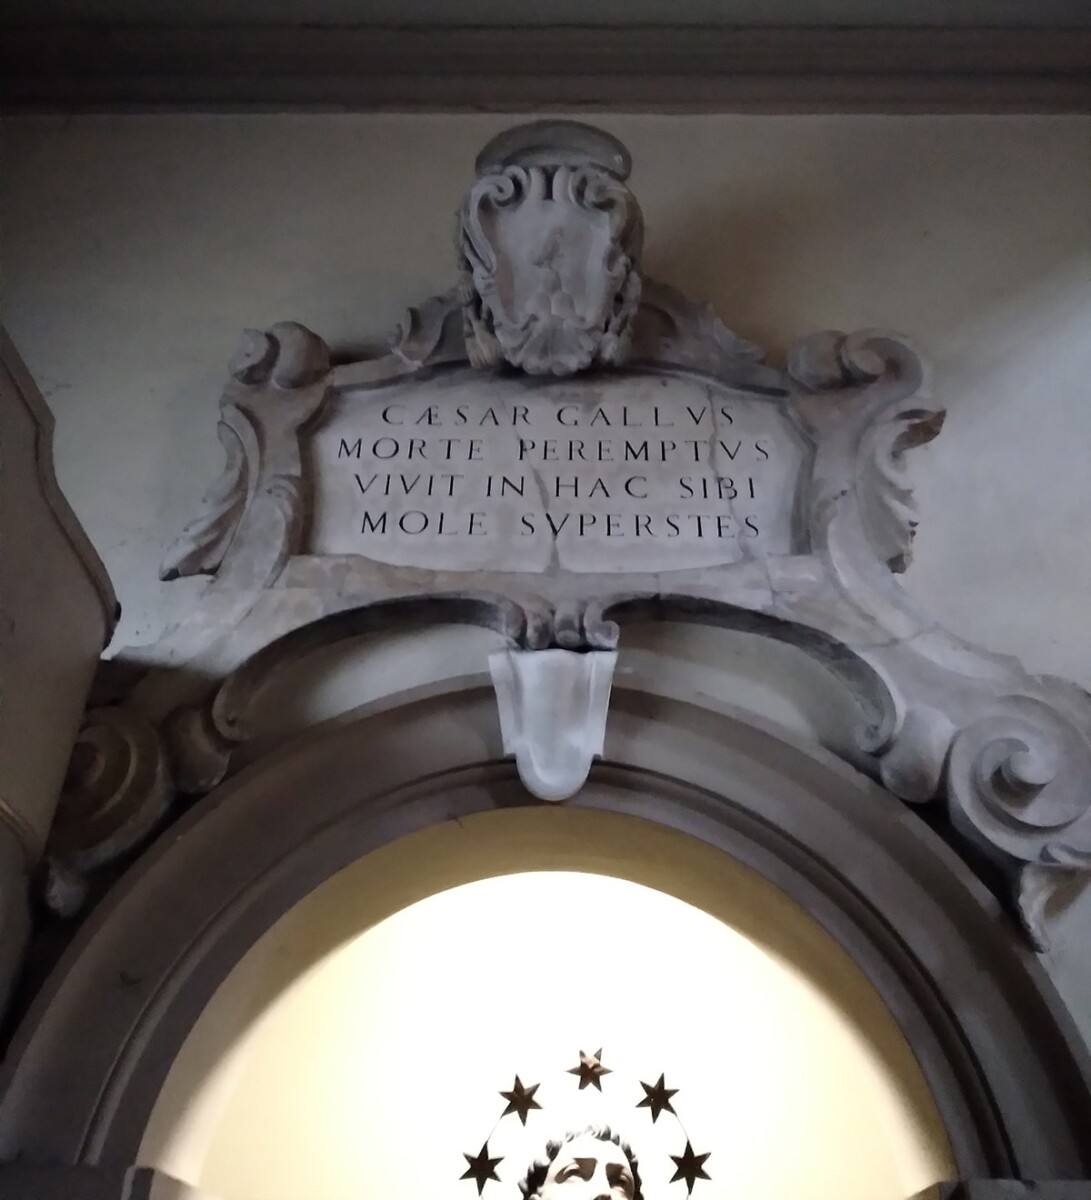 CÆSAR GALLVS
MORTE PEREMPTVS
VIVIT IN HAC SIBI
MOLE SVPERSTES